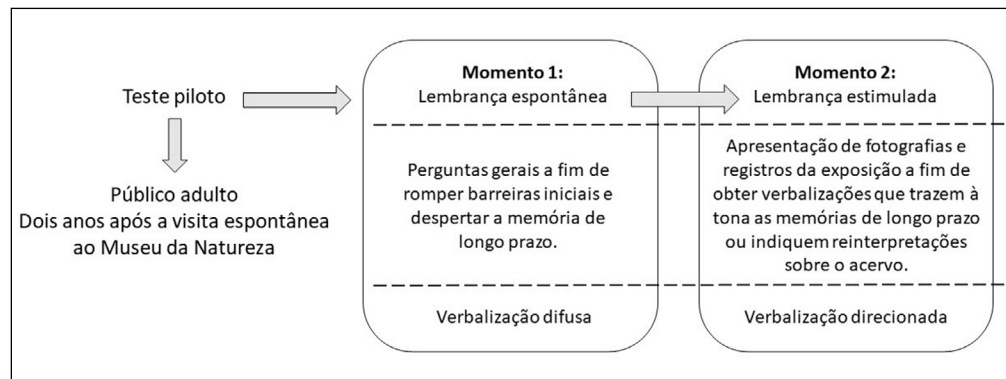 Teste piloto
Público adulto
Dois anos após a visita espontânea
ao Museu da Natureza
Momento 1:
Lembrança espontânea
Perguntas gerais a fim de
romper barreiras iniciais e
despertar a memória de
longo prazo.
Verbalização difusa
Momento 2:
Lembrança estimulada
Apresentação de fotografias e
registros da exposição a fim de
obter verbalizações que trazem à
tona as memórias de longo prazo
ou indiquem reinterpretações
sobre o acervo.
Verbalização direcionada